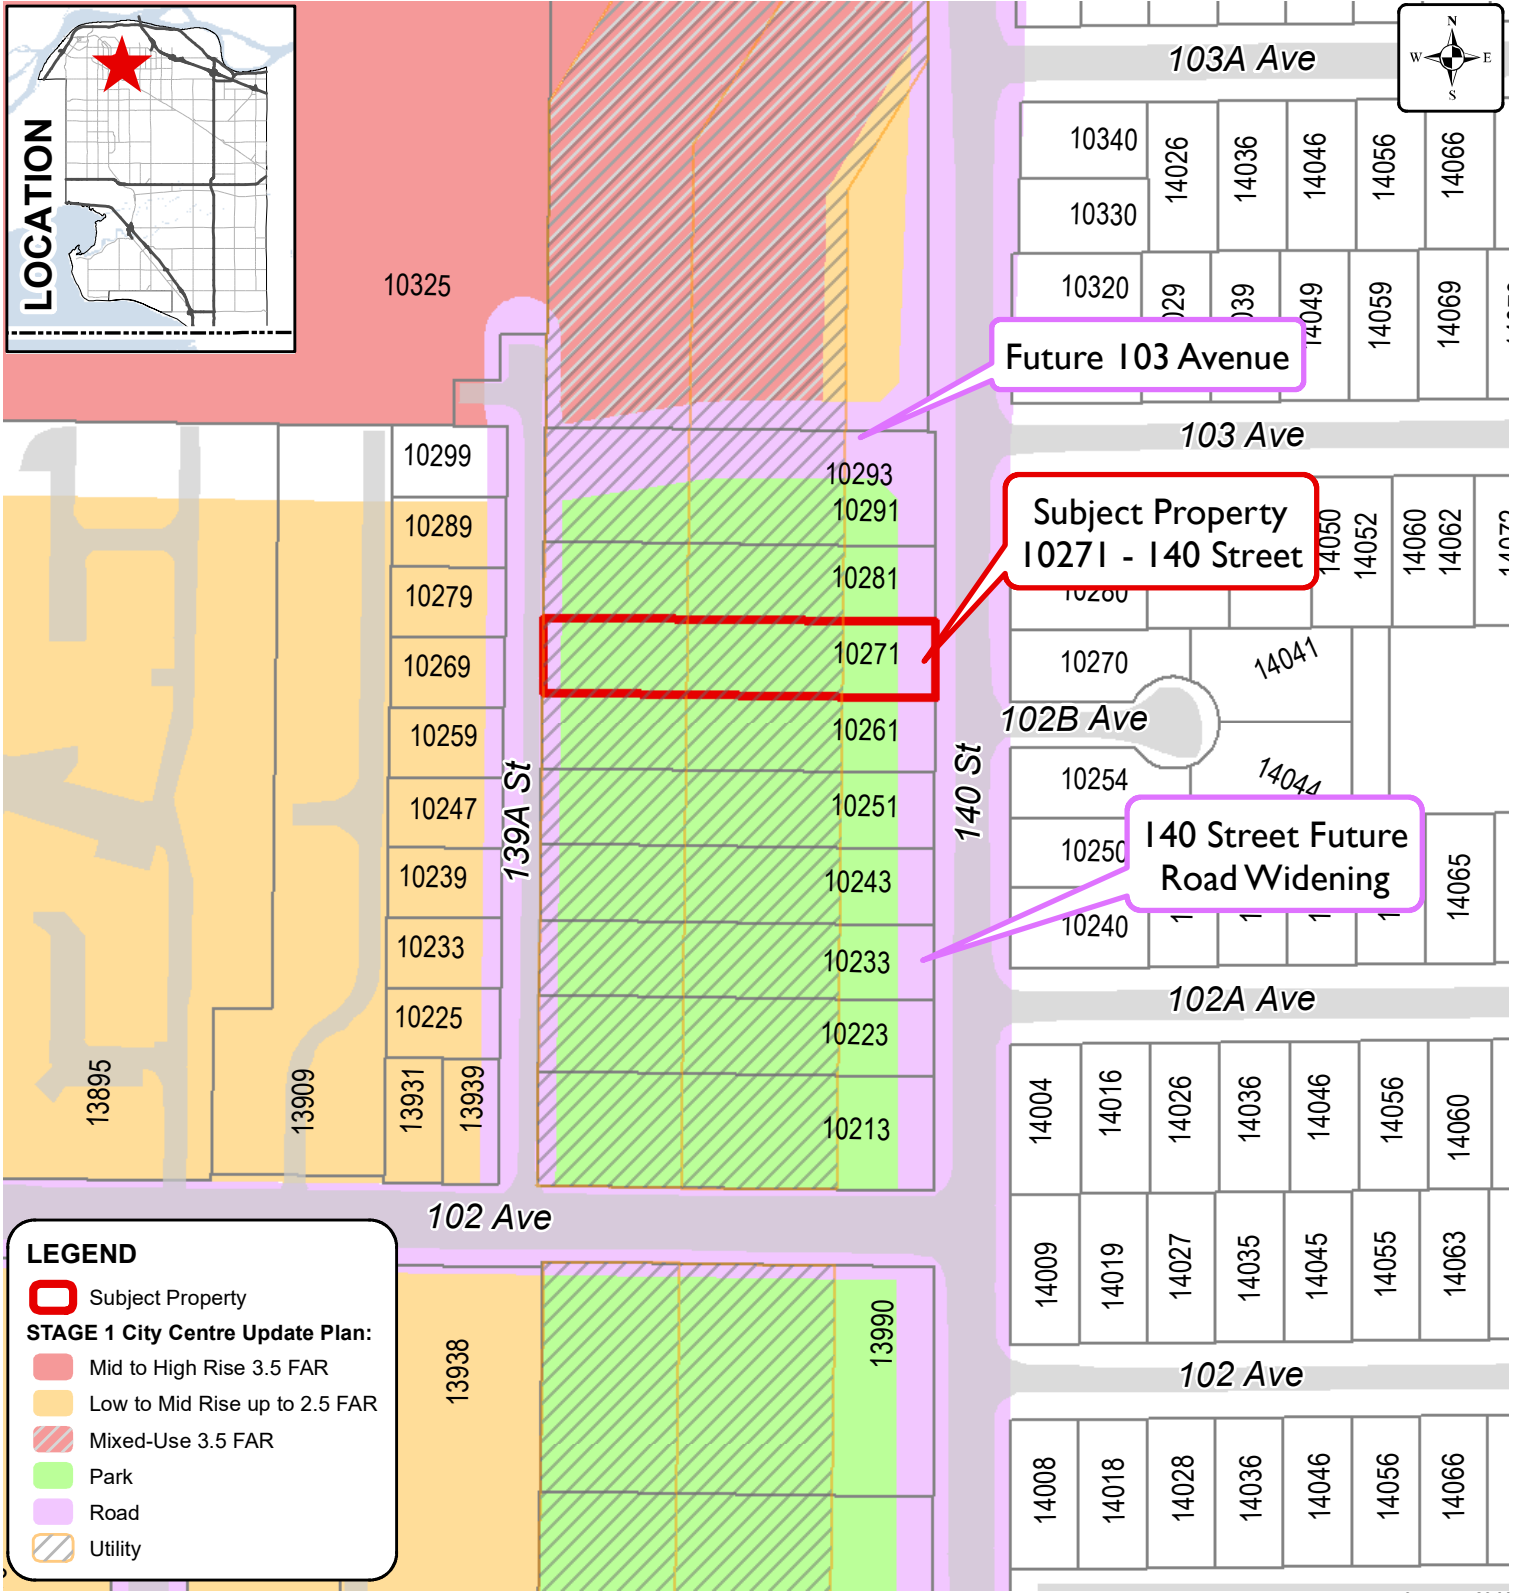 LOCATION
N
W
E
S
103A Ave
10340
14026
14036
14046
14056
14066
10330
10325
10320
14049
14059
14069
Future 103 Avenue
103 Ave
10299
10293
10291
10289
Subject Property
10271 - 140 Street
14050
14052
14060
14062
10281
10279
10280
10271
10269
10270
14041
10261
10259
102B Ave
10254
14044
139A St
140 St
10251
10247
140 Street Future
Road Widening
10250
14065
10243
10239
10240
10233
10233
102A Ave
10225
10223
13895
13909
13931
13939
10213
14004
14016
14026
14036
14046
14056
14060
102 Ave
14009
14019
14027
14035
14045
14055
14063
13938
13990
102 Ave
14008
14018
14028
14036
14046
14056
14066
LEGEND
Subject Property
STAGE 1 City Centre Update Plan:
Mid to High Rise 3.5 FAR
Low to Mid Rise up to 2.5 FAR
Mixed-Use 3.5 FAR
Park
Road
Utility